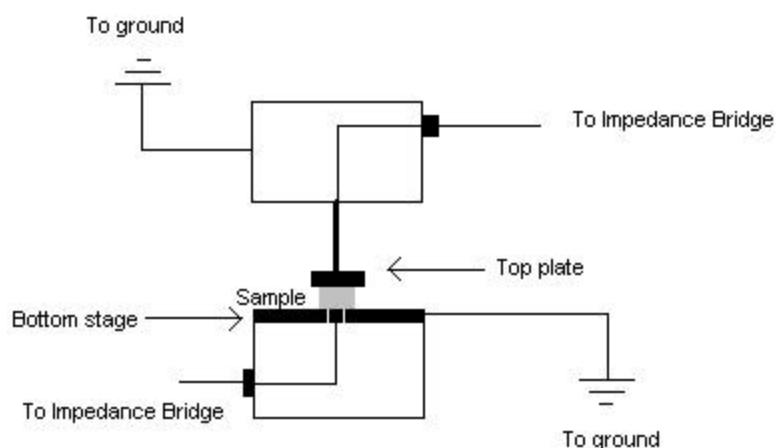 To ground
To Impedance Bridge
Top plate
Sample
Bottom stage
To Impedance Bridge
To ground